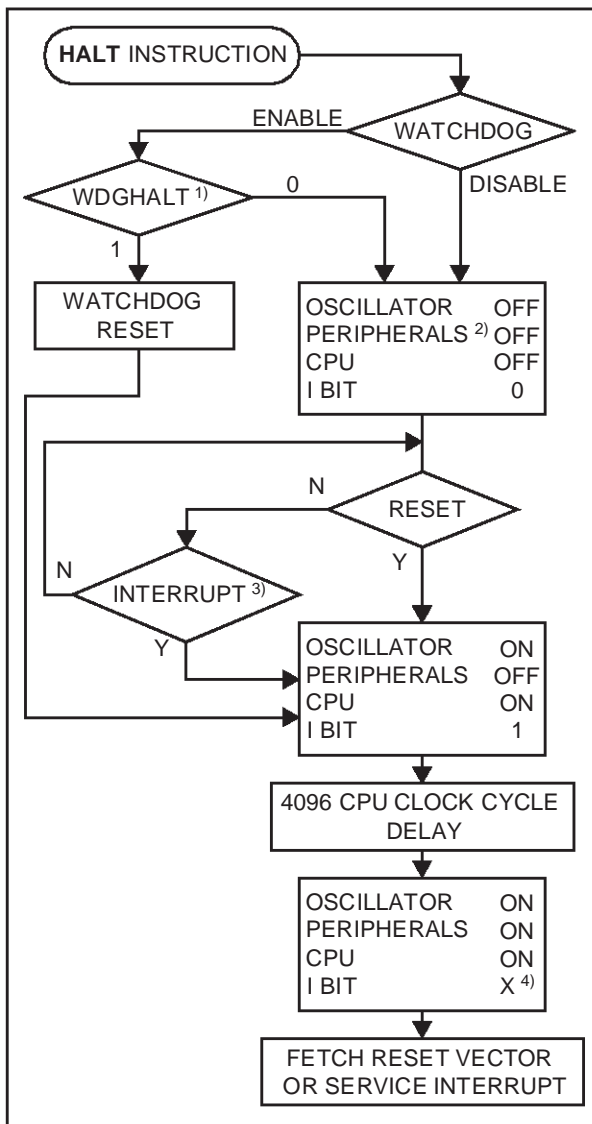 HALT INSTRUCTION
WATCHDOG
ENABLE
DISABLE
WDGHALT 1)
0
1
WATCHDOG
RESET
OSCILLATOR OFF
PERIPHERALS 2) OFF
CPU OFF
I BIT 0
RESET
N
Y
INTERRUPT 3)
N
Y
OSCILLATOR ON
PERIPHERALS OFF
CPU ON
I BIT 1
4096 CPU CLOCK CYCLE
DELAY
OSCILLATOR ON
PERIPHERALS ON
CPU ON
I BIT X 4)
FETCH RESET VECTOR
OR SERVICE INTERRUPT